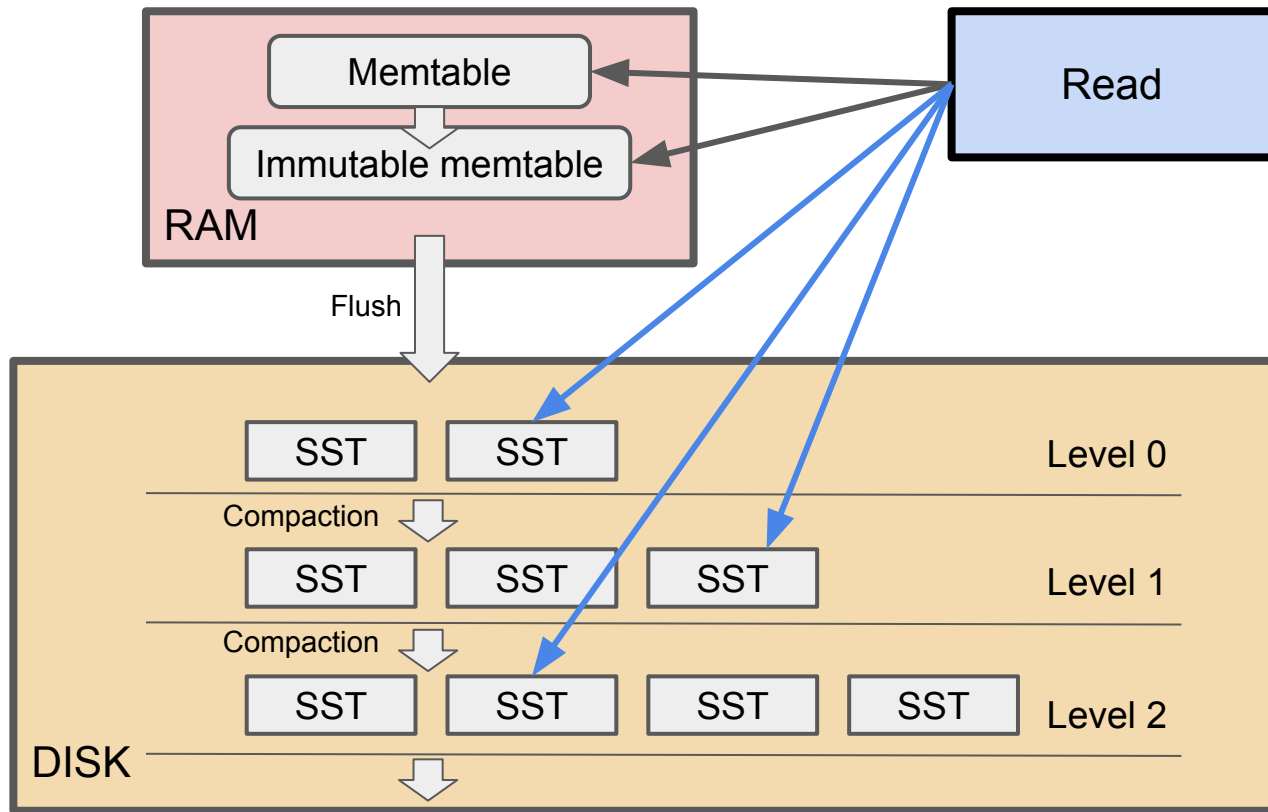 Memtable
Read
Immutable memtable
RAM
Flush
SST SST Level 0
Compaction
SST SST SST Level 1
Compaction
SST SST SST SST Level 2
DISK